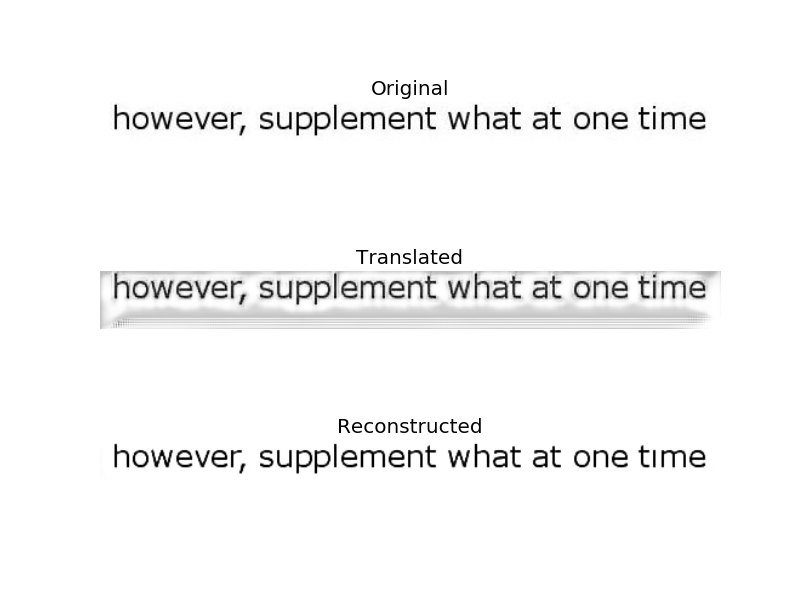 Original
however, supplement what at one time
Translated
however, supplement what at one time
Reconstructed
however, supplement what at one tıme